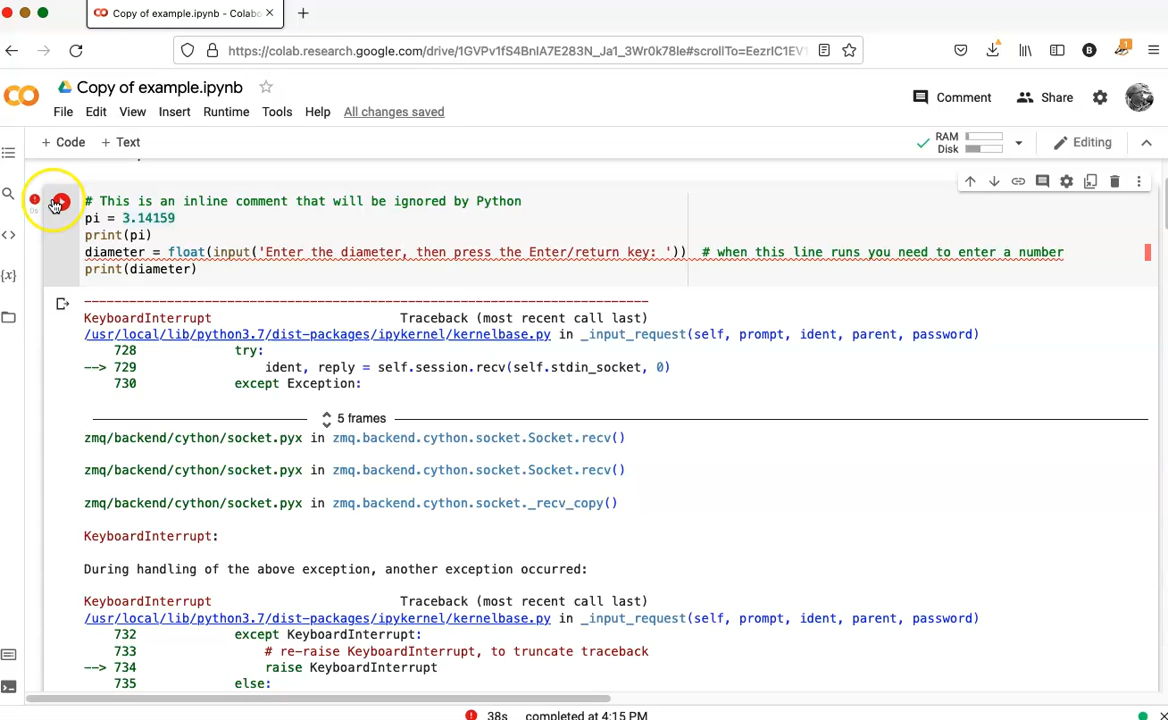 Copy of example.ipynb - Colabo
https://colab.research.google.com/drive/1GVPv1fS4BnIA7E283N_Ja1_3Wr0k78le#scrollTo=EezrIC1EV1
B
1
Copy of example.ipynb
File Edit View Insert Runtime Tools Help All changes saved
Comment Share
+ Code + Text
RAM
Disk
Editing
0s
# This is an inline comment that will be ignored by Python
pi = 3.14159
print(pi)
diameter = float(input('Enter the diameter, then press the Enter/return key: ')) # when this line runs you need to enter a number
print(diameter)
{x}
KeyboardInterrupt Traceback (most recent call last)
/usr/local/lib/python3.7/dist-packages/ipykernel/kernelbase.py in _input_request(self, prompt, ident, parent, password)
728 try:
--> 729 ident, reply = self.session.recv(self.stdin_socket, 0)
730 except Exception:
5 frames
zmq/backend/cython/socket.pyx in zmq.backend.cython.socket.Socket.recv()
zmq/backend/cython/socket.pyx in zmq.backend.cython.socket.Socket.recv()
zmq/backend/cython/socket.pyx in zmq.backend.cython.socket._recv_copy()
KeyboardInterrupt:
During handling of the above exception, another exception occurred:
KeyboardInterrupt Traceback (most recent call last)
/usr/local/lib/python3.7/dist-packages/ipykernel/kernelbase.py in _input_request(self, prompt, ident, parent, password)
732 except KeyboardInterrupt:
733 # re-raise KeyboardInterrupt, to truncate traceback
--> 734 raise KeyboardInterrupt
735 else:
38s completed at 4:15 PM